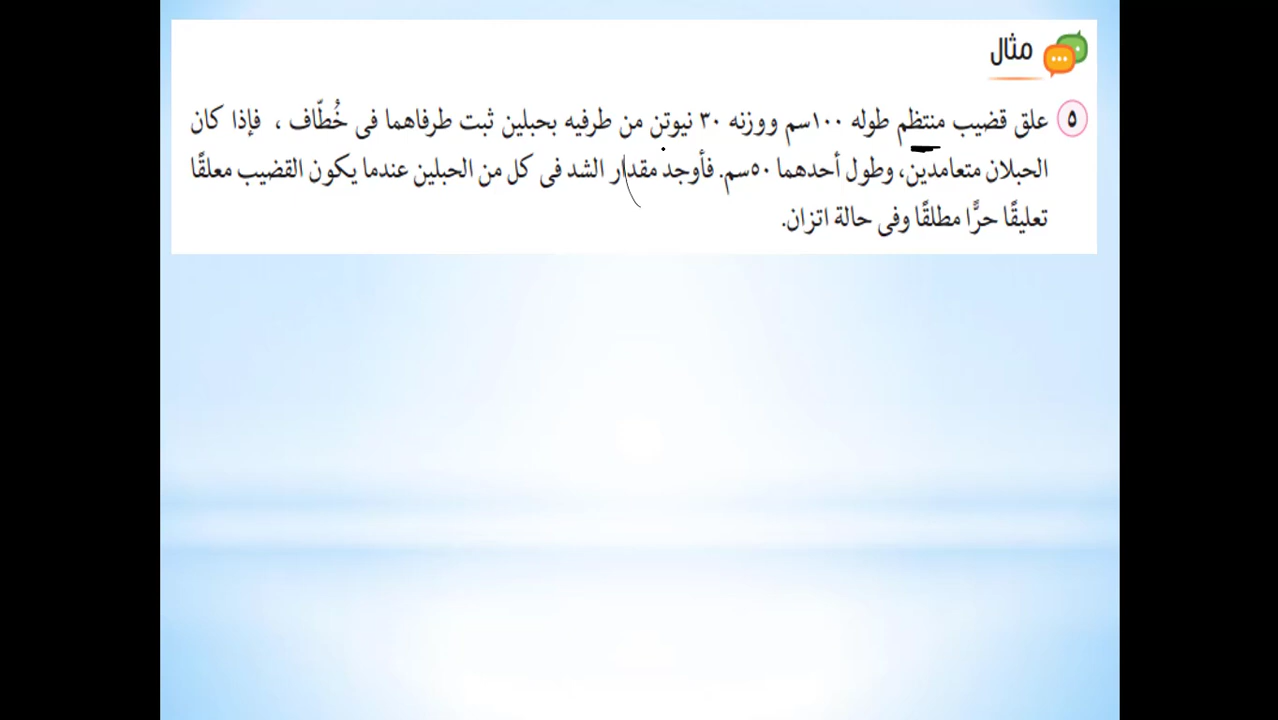 مثال
٥ علق قضيب منتظم طوله ١٠٠سم ووزنه ٣٠ نيوتن من طرفيه بحبلين ثبت طرفاهما فى خُطَّاف ، فإذا كان
الحبلان متعامدين، وطول أحدهما ٥٠سم. فأوجد مقدار الشد فى كل من الحبلين عندما يكون القضيب معلقًا
تعليقًا حرًّا مطلقًا وفى حالة اتزان.